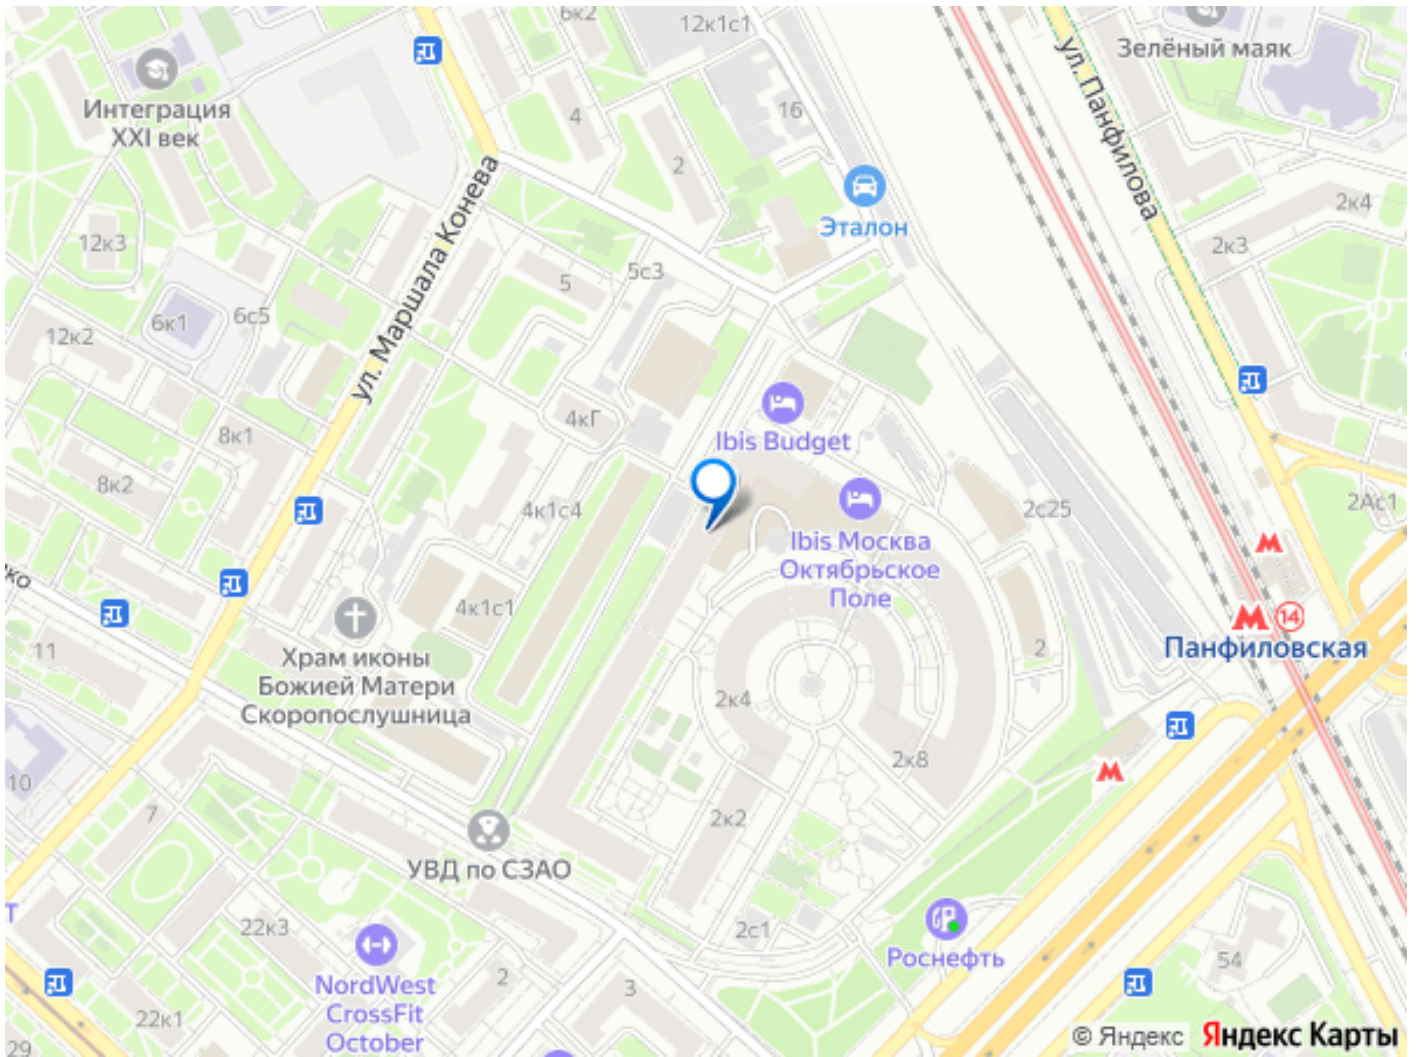 6к2
12к1с1
Зелёный маяк
ул. Панфилова
Интеграция
XXI век
4
16
2
ул. Маршала Конева
Эталон
2к4
2к3
12к3
5с3
5
6к1
6с5
12к2
4кГ
8к1
Ibis Budget
8к2
4к1с4
2с25
2Ас1
Ibis Москва
Октябрьское
Поле
ко
4к1с1
14
Панфиловская
11
Храм иконы
Божией Матери
Скоропослушница
2
2к4
2к8
10
7
2к2
УВД по СЗАО
Т
22к3
2с1
Роснефть
54
2
3
NordWest
CrossFit
October
22к1
29
© Яндекс
Яндекс Карты